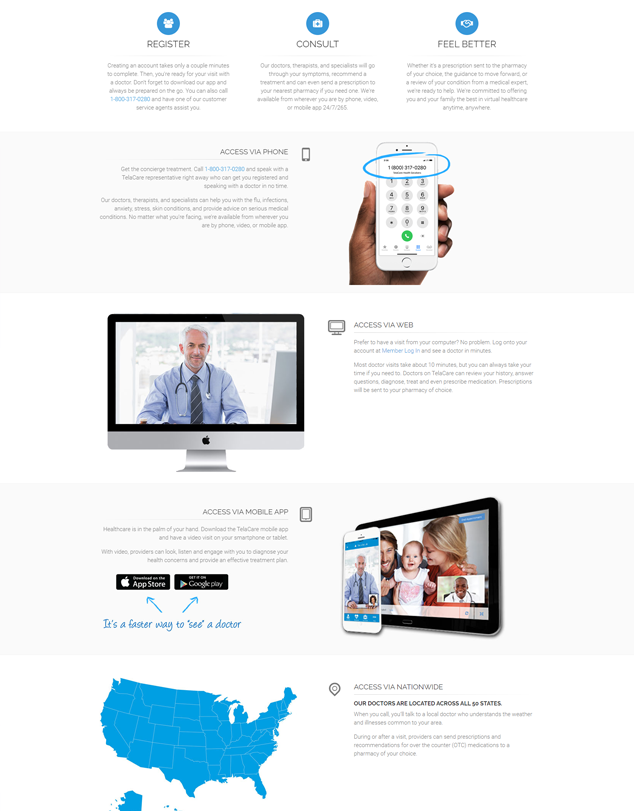 REGISTER
Creating an account takes only a couple minutes
to complete. Then, you're ready for your visit with
a doctor. Don't forget to download our app and
always be prepared on the go. You can also call
1-800-317-0280 and have one of our customer
service agents assist you
CONSULT
Our doctors, therapists, and specialists will go
through your symptoms, recommend a
treatment and can even send a prescription to
your nearest pharmacy if you need one. We're
available from wherever you are by phone, video,
or mobile app 24/7/265.
FEEL BETTER
Whether it's a prescription sent to the pharmacy
of your choice, the guidance to move forward, or
a review of your condition by a medical expert;
we're ready to help. We're committed to offering
you and your family the best in virtual healthcare
anytime, anywhere.
ACCESS VIA PHONE
Get the concierge treatment. Call 1-800-317-0280 and speak with a
TelaCare representative right away who can get you registered and
speaking with a doctor in no time.
Our doctors, therapists, and specialists can help you with the flu, infections,
anxiety, stress, skin conditions, and provide advice on serious medical
conditions. No matter what you're facing, we're available from wherever you
are by phone, video, or mobile app.
1 (800) 317-0280
1 2 3
4 5 6
7 8 9
0
ACCESS VIA WEB
Prefer to have a visit from your computer? No problem. Log onto your
account at Member Log In and see a doctor in minutes.
Most doctor visits take about 10 minutes, but you can always take your
time if you need to. Doctors on TelaCare can review your history, answer
questions, diagnose, treat and even prescribe medication. Prescriptions
will be sent to your pharmacy of choice.
ACCESS VIA MOBILE APP
Healthcare is in the palm of your hand. Download the TelaCare mobile app
and have a video visit on your smartphone or tablet.
With video, providers can look, listen and engage with you to diagnose your
health concerns and provide an effective treatment plan.
Download on the
App Store
GET IT ON
Google play
It's a faster way to "see" a doctor
ACCESS VIA NATIONWIDE
OUR DOCTORS ARE LOCATED ACROSS ALL 50 STATES.
When you call, you'll talk to a local doctor who understands the weather
and illnesses common to your area.
During or after a visit, providers can send prescriptions and
recommendations for over the counter (OTC) medications to a
pharmacy of your choice.